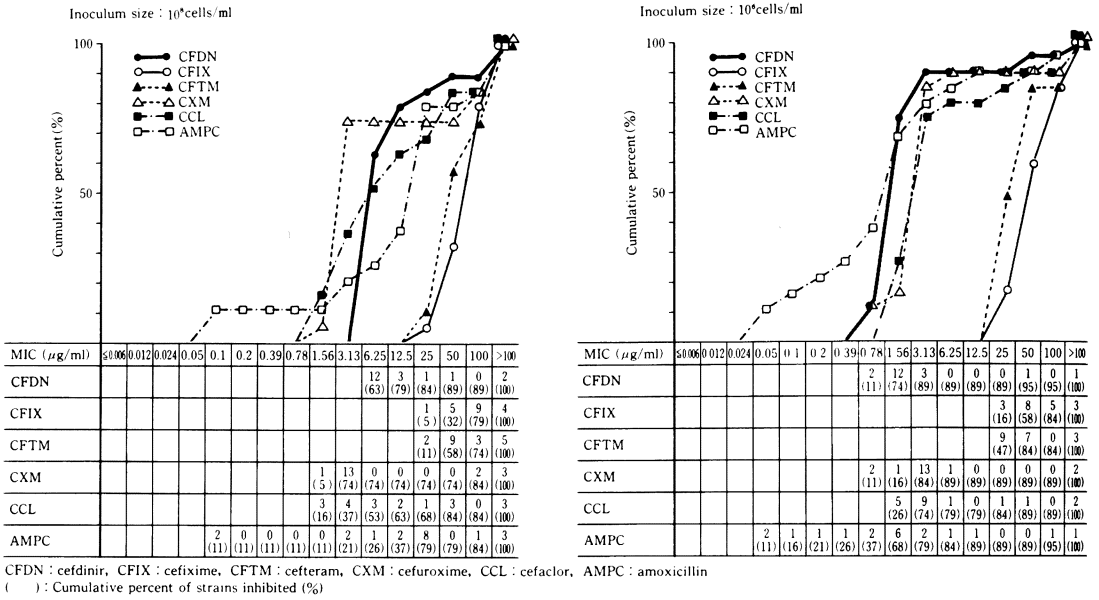 Inoculum size : 10⁸cells/ml
100
50
Cumulative percent (%)
CFDN
CFIX
CFTM
CXM
CCL
AMPC
MIC (μg/ml) ≦0.006 0.012 0.024 0.05 0.1 0.2 0.39 0.78 1.56 3.13 6.25 12.5 25 50 100 >100
CFDN 12 3 1 1 0 2
(63) (79) (84) (89) (89) (100)
CFIX 1 5 9 4
(5) (32) (79) (100)
CFTM 2 9 3 5
(11) (58) (74) (100)
CXM 1 13 0 0 0 0 2 3
(5) (74) (74) (74) (74) (74) (84) (100)
CCL 3 4 3 2 1 3 0 3
(16) (37) (53) (63) (68) (84) (84) (100)
AMPC 2 0 0 0 0 2 1 2 8 0 1 3
(11) (11) (11) (11) (11) (21) (26) (37) (79) (79) (84) (100)
Inoculum size : 10⁶cells/ml
100
50
Cumulative percent (%)
CFDN
CFIX
CFTM
CXM
CCL
AMPC
MIC (μg/ml) ≦0.006 0.012 0.024 0.05 0.1 0.2 0.39 0.78 1.56 3.13 6.25 12.5 25 50 100 >100
CFDN 2 12 3 0 0 0 1 0 1
(11) (74) (89) (89) (89) (89) (95) (95) (100)
CFIX 3 8 5 3
(16) (58) (84) (100)
CFTM 9 7 0 3
(47) (84) (84) (100)
CXM 2 1 13 1 0 0 0 0 2
(11) (16) (84) (89) (89) (89) (89) (89) (100)
CCL 5 9 1 0 1 1 0 2
(26) (74) (79) (79) (84) (89) (89) (100)
AMPC 2 1 1 1 2 6 2 1 1 0 0 1 1
(11) (16) (21) (26) (37) (68) (79) (84) (89) (89) (89) (95) (100)
CFDN : cefdinir, CFIX : cefixime, CFTM : cefteram, CXM : cefuroxime, CCL : cefaclor, AMPC : amoxicillin
( ) : Cumulative percent of strains inhibited (%)